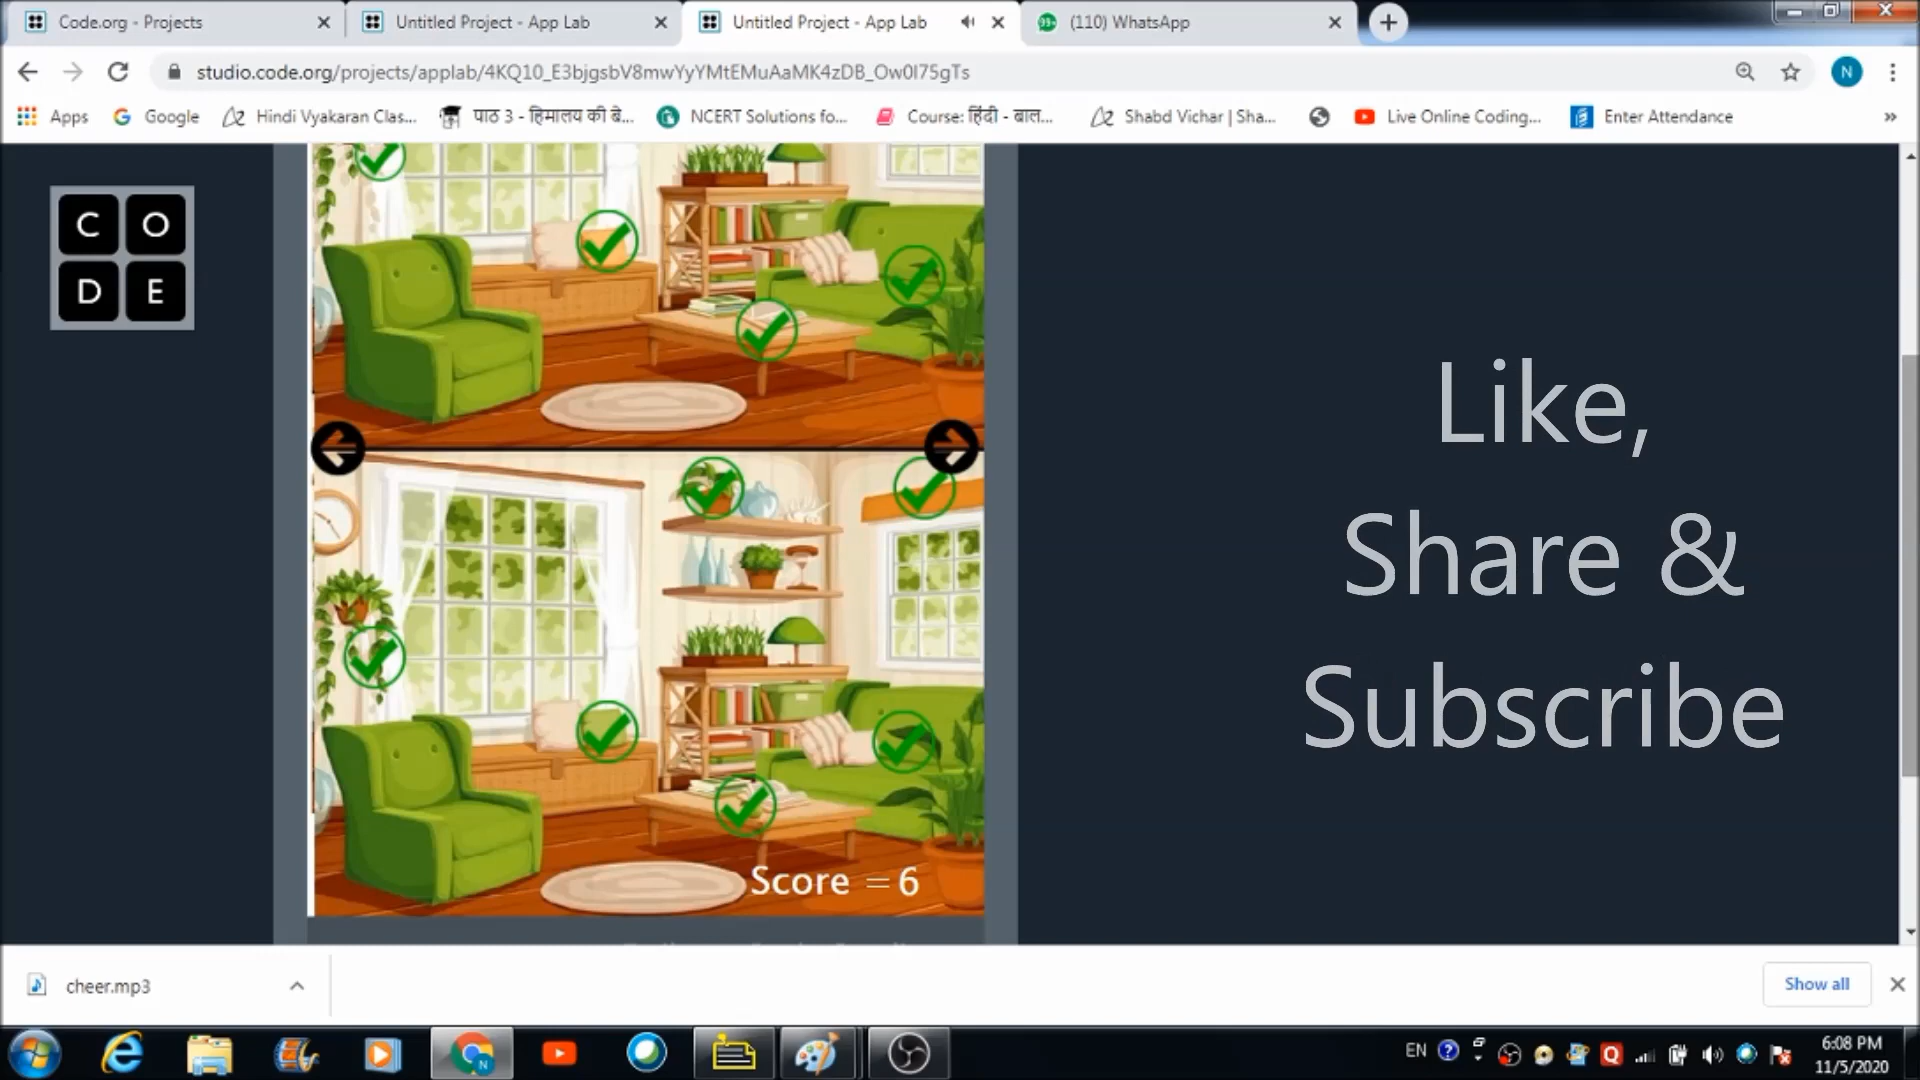 Code.org - Projects
Untitled Project - App Lab
Untitled Project - App Lab
(110) WhatsApp
studio.code.org/projects/applab/4KQ10_E3bjgsbV8mwYyYMtEMuAaMK4zDB_Ow0I75gTs
N
Apps
Google
Hindi Vyakaran Clas...
पाठ 3 - हिमालय की बे...
NCERT Solutions fo...
Course: हिंदी - बाल...
Shabd Vichar | Sha...
Live Online Coding...
Enter Attendance
C O
D E
Like,
Share &
Subscribe
Score = 6
cheer.mp3
Show all
EN
6:08 PM
11/5/2020